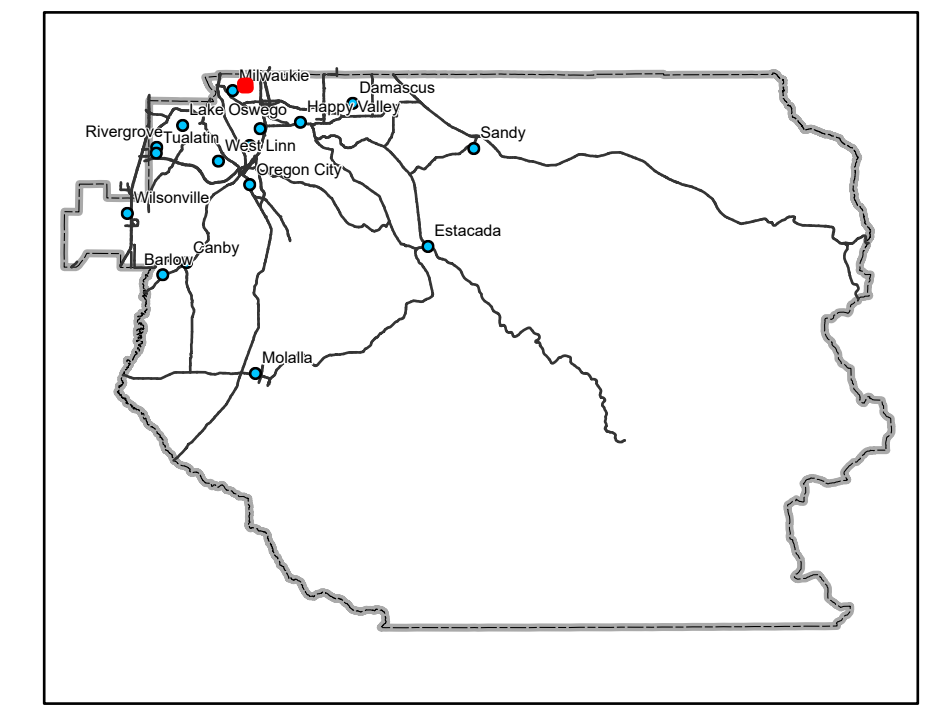 Milwaukie
Damascus
Lake Oswego
Happy Valley
Rivergrove
Tualatin
West Linn
Sandy
Oregon City
Wilsonville
Estacada
Canby
Barlow
Molalla